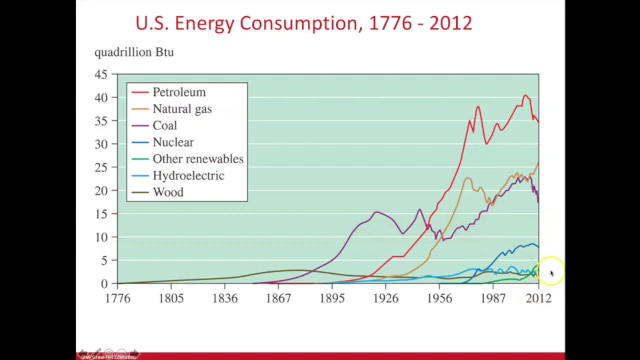 U.S. Energy Consumption, 1776 - 2012
quadrillion Btu
45
40
35
30
25
20
15
10
5
0
Petroleum
Natural gas
Coal
Nuclear
Other renewables
Hydroelectric
Wood
1776 1805 1836 1867 1895 1926 1956 1987 2012